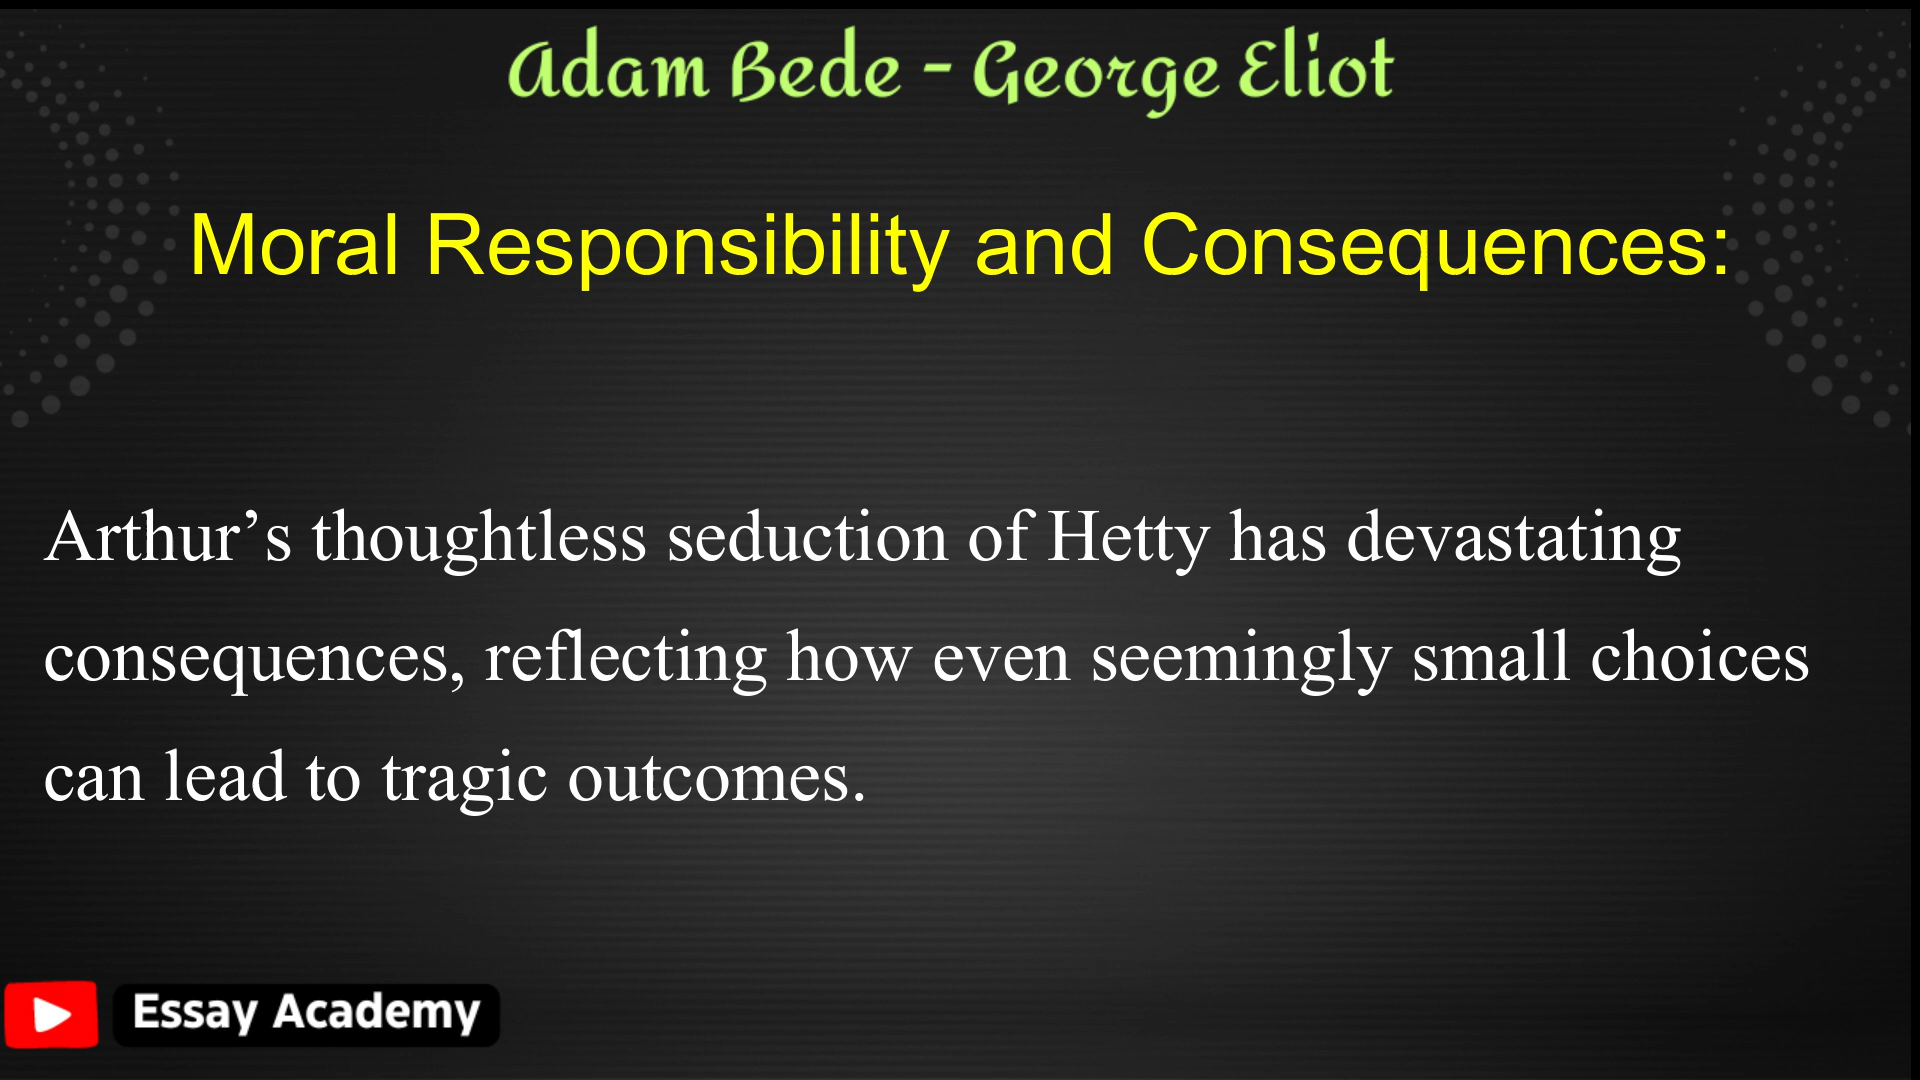 Adam Bede - George Eliot
Moral Responsibility and Consequences:
Arthur’s thoughtless seduction of Hetty has devastating
consequences, reflecting how even seemingly small choices
can lead to tragic outcomes.
Essay Academy